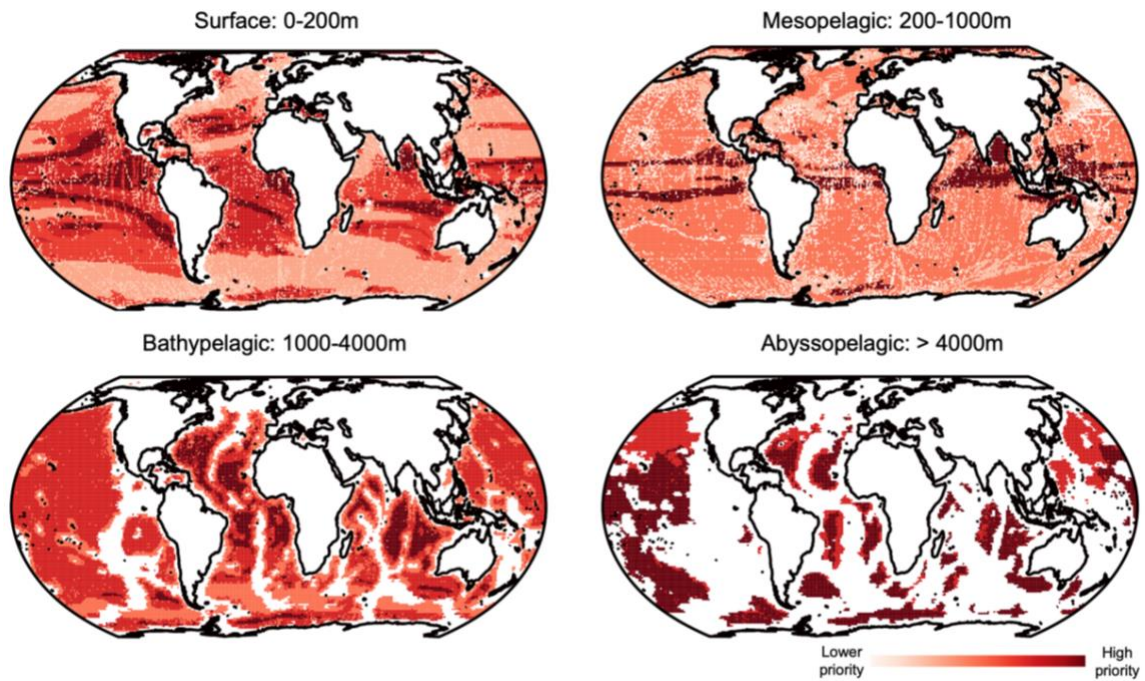 Surface: 0-200m
Mesopelagic: 200-1000m
Bathypelagic: 1000-4000m
Abyssopelagic: > 4000m
Lower priority
High priority